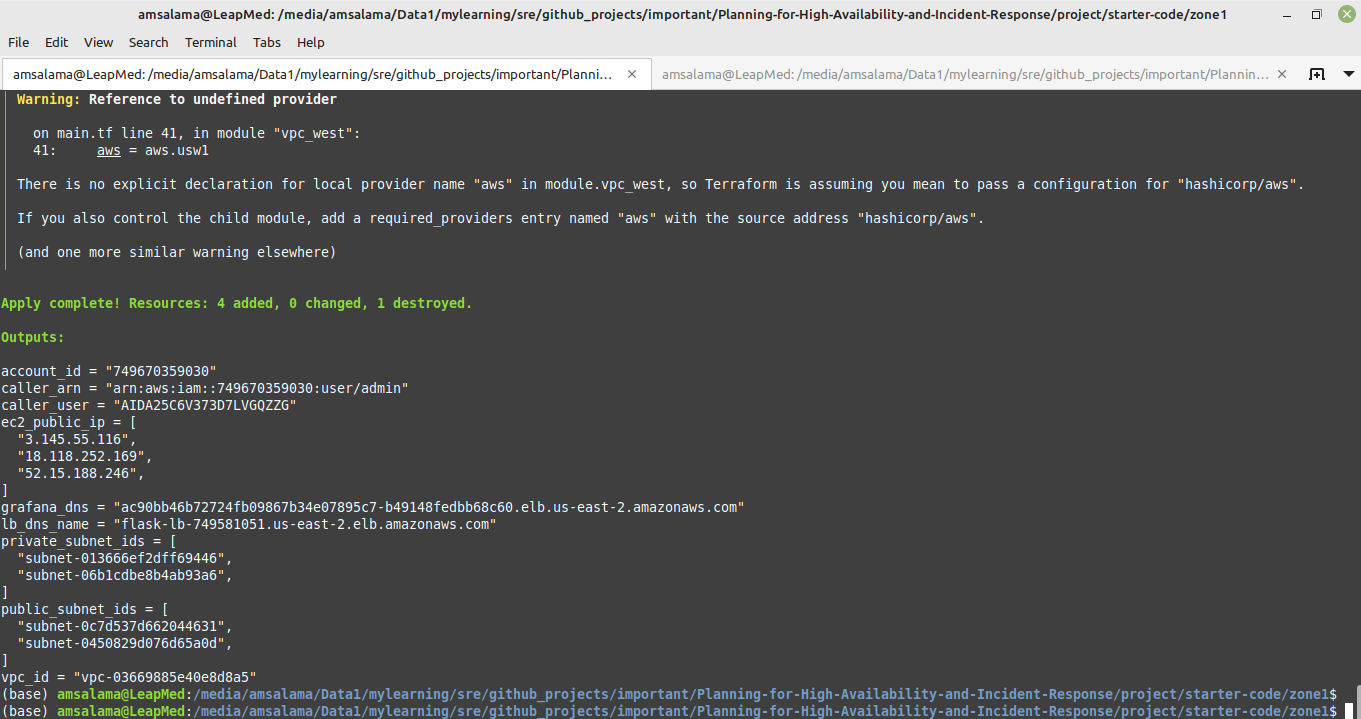 amsalama@LeapMed: /media/amsalama/Data1/mylearning/sre/github_projects/important/Planning-for-High-Availability-and-Incident-Response/project/starter-code/zone1
File Edit View Search Terminal Tabs Help
amsalama@LeapMed: /media/amsalama/Data1/mylearning/sre/github_projects/important/Planni... × amsalama@LeapMed: /media/amsalama/Data1/mylearning/sre/github_projects/important/Plannin... ×
Warning: Reference to undefined provider
on main.tf line 41, in module "vpc_west":
41:     aws = aws.usw1
There is no explicit declaration for local provider name "aws" in module.vpc_west, so Terraform is assuming you mean to pass a configuration for "hashicorp/aws".
If you also control the child module, add a required_providers entry named "aws" with the source address "hashicorp/aws".
(and one more similar warning elsewhere)
Apply complete! Resources: 4 added, 0 changed, 1 destroyed.
Outputs:
account_id = "749670359030"
caller_arn = "arn:aws:iam::749670359030:user/admin"
caller_user = "AIDA25C6V373D7LVGQZZG"
ec2_public_ip = [
  "3.145.55.116",
  "18.118.252.169",
  "52.15.188.246",
]
grafana_dns = "ac90bb46b72724fb09867b34e07895c7-b49148fedbb68c60.elb.us-east-2.amazonaws.com"
lb_dns_name = "flask-lb-749581051.us-east-2.elb.amazonaws.com"
private_subnet_ids = [
  "subnet-013666ef2dff69446",
  "subnet-06b1cdbe8b4ab93a6",
]
public_subnet_ids = [
  "subnet-0c7d537d662044631",
  "subnet-0450829d076d65a0d",
]
vpc_id = "vpc-03669885e40e8d8a5"
(base) amsalama@LeapMed:/media/amsalama/Data1/mylearning/sre/github_projects/important/Planning-for-High-Availability-and-Incident-Response/project/starter-code/zone1$
(base) amsalama@LeapMed:/media/amsalama/Data1/mylearning/sre/github_projects/important/Planning-for-High-Availability-and-Incident-Response/project/starter-code/zone1$